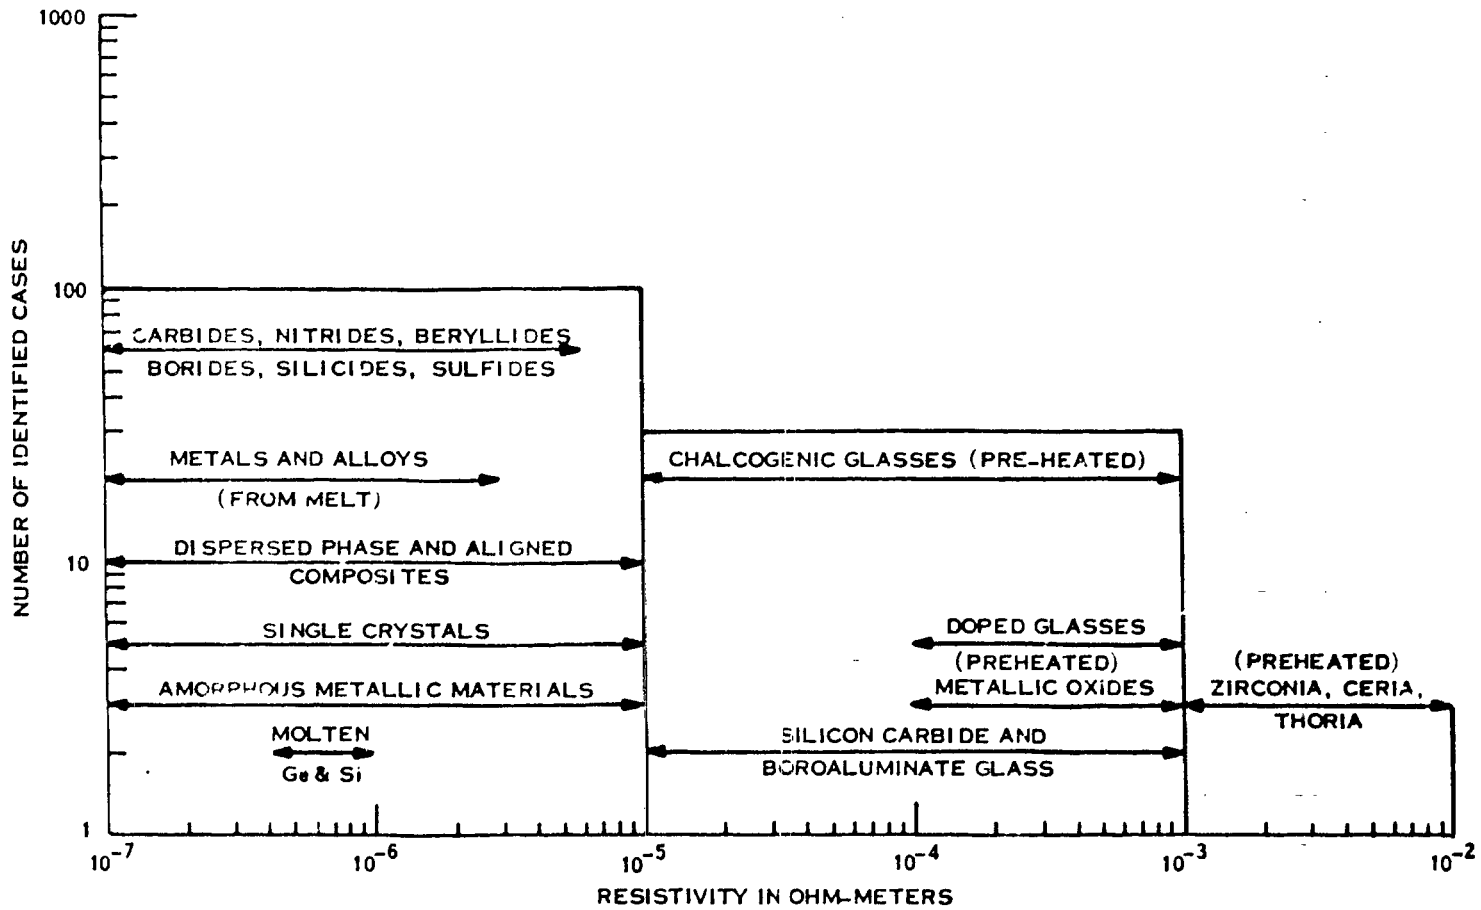 1000
100
10
1
NUMBER OF IDENTIFIED CASES
CARBIDES, NITRIDES, BERYLLIDES
BORIDES, SILICIDES, SULFIDES
METALS AND ALLOYS
(FROM MELT)
DISPERSED PHASE AND ALIGNED
COMPOSITES
SINGLE CRYSTALS
AMORPHOUS METALLIC MATERIALS
MOLTEN
Ge & Si
CHALCOGENIC GLASSES (PRE-HEATED)
DOPED GLASSES
(PREHEATED)
METALLIC OXIDES
SILICON CARBIDE AND
BOROALUMINATE GLASS
(PREHEATED)
ZIRCONIA, CERIA,
THORIA
10⁻⁷
10⁻⁶
10⁻⁵
10⁻⁴
10⁻³
10⁻²
RESISTIVITY IN OHM-METERS